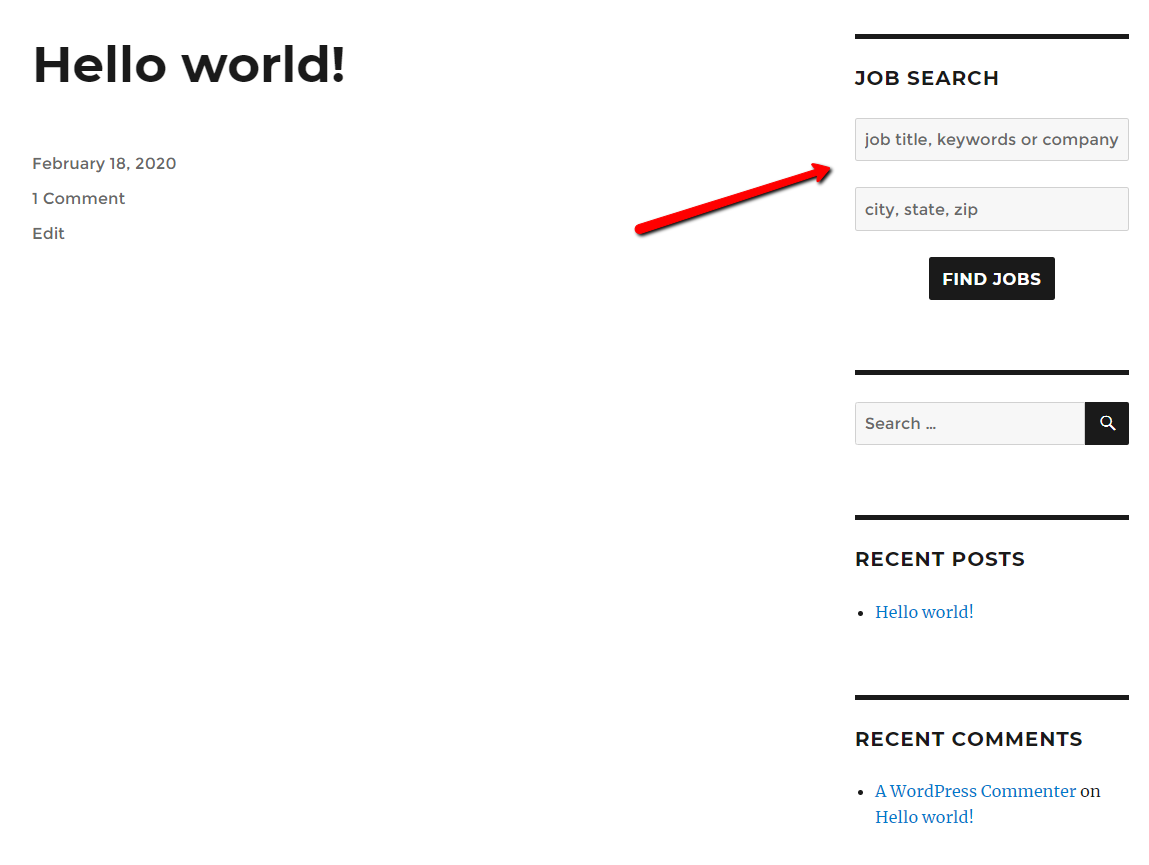 Hello world!
February 18, 2020
1 Comment
Edit
JOB SEARCH
job title, keywords or company
city, state, zip
FIND JOBS
Search ...
RECENT POSTS
Hello world!
RECENT COMMENTS
A WordPress Commenter on
Hello world!